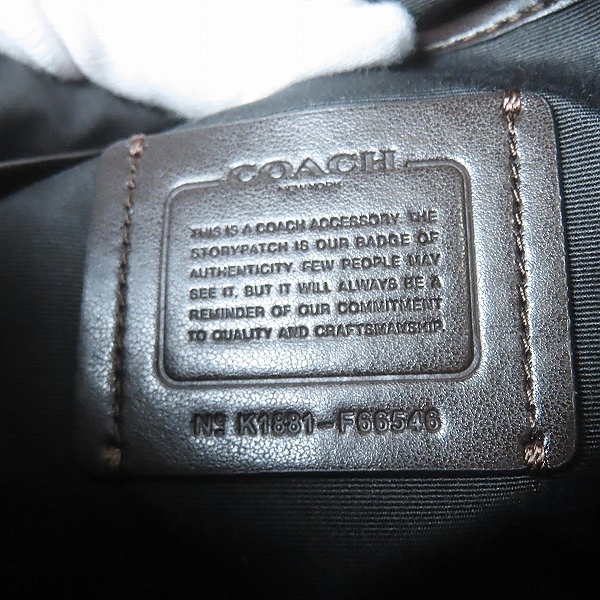 COACH
NEW YORK
THIS IS A COACH ACCESSORY. THE
STORYPATCH IS OUR BADGE OF
AUTHENTICITY. FEW PEOPLE MAY
SEE IT, BUT IT WILL ALWAYS BE A
REMINDER OF OUR COMMITMENT
TO QUALITY AND CRAFTSMANSHIP.
Nº K1881-F66546